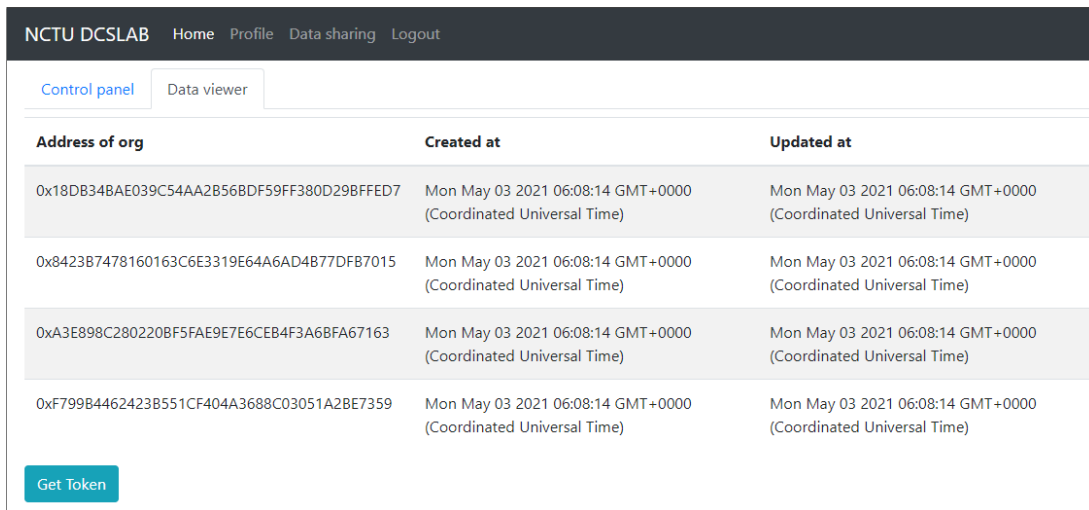 NCTU DCSLAB Home Profile Data sharing Logout
Control panel Data viewer
Address of org Created at Updated at
0x18DB34BAE039C54AA2B56BDF59FF380D29BFFED7 Mon May 03 2021 06:08:14 GMT+0000 Mon May 03 2021 06:08:14 GMT+0000
(Coordinated Universal Time) (Coordinated Universal Time)
0x8423B7478160163C6E3319E64A6AD4B77DFB7015 Mon May 03 2021 06:08:14 GMT+0000 Mon May 03 2021 06:08:14 GMT+0000
(Coordinated Universal Time) (Coordinated Universal Time)
0xA3E898C280220BF5FAE9E7E6CEB4F3A6BFA67163 Mon May 03 2021 06:08:14 GMT+0000 Mon May 03 2021 06:08:14 GMT+0000
(Coordinated Universal Time) (Coordinated Universal Time)
0xF799B4462423B551CF404A3688C03051A2BE7359 Mon May 03 2021 06:08:14 GMT+0000 Mon May 03 2021 06:08:14 GMT+0000
(Coordinated Universal Time) (Coordinated Universal Time)
Get Token